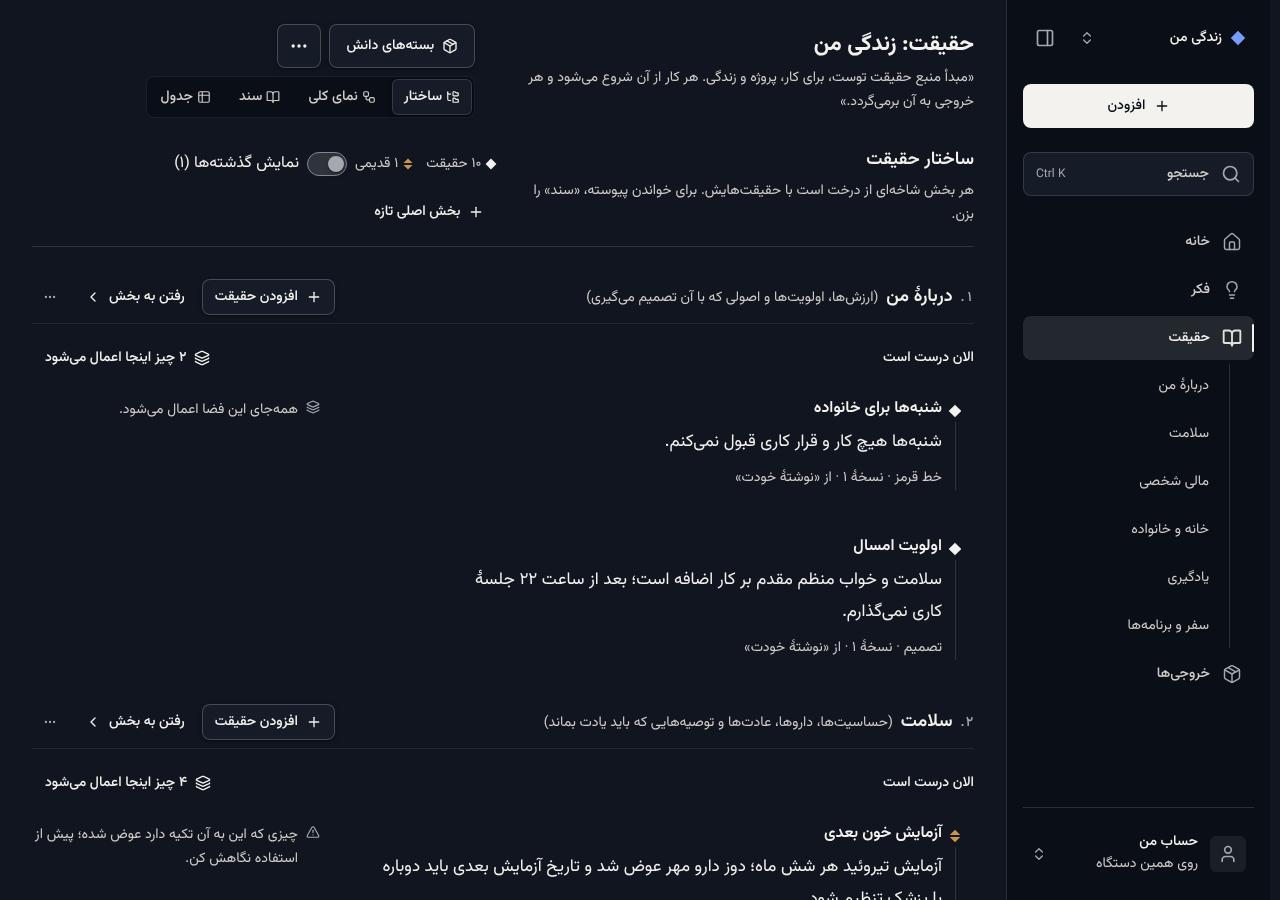 زندگی من
افزودن
جستجو
Ctrl K
خانه
فکر
حقیقت
دربارهٔ من
سلامت
مالی شخصی
خانه و خانواده
یادگیری
سفر و برنامه‌ها
خروجی‌ها
حساب من
روی همین دستگاه
حقیقت: زندگی من
«مبدأ منبع حقیقت توست، برای کار، پروژه و زندگی. هر کار از آن شروع می‌شود و هر
خروجی به آن برمی‌گردد.»
بسته‌های دانش
ساختار
نمای کلی
سند
جدول
ساختار حقیقت
هر بخش شاخه‌ای از درخت است با حقیقت‌هایش. برای خواندن پیوسته، «سند» را
بزن.
۱۰ حقیقت
۱ قدیمی
نمایش گذشته‌ها (۱)
بخش اصلی تازه
۱. دربارهٔ من (ارزش‌ها، اولویت‌ها و اصولی که با آن تصمیم می‌گیری)
افزودن حقیقت
رفتن به بخش
الان درست است
۲ چیز اینجا اعمال می‌شود
شنبه‌ها برای خانواده
شنبه‌ها هیچ کار و قرار کاری قبول نمی‌کنم.
خط قرمز · نسخهٔ ۱ · از «نوشتهٔ خودت»
همه‌جای این فضا اعمال می‌شود.
اولویت امسال
سلامت و خواب منظم مقدم بر کار اضافه است؛ بعد از ساعت ۲۲ جلسهٔ
کاری نمی‌گذارم.
تصمیم · نسخهٔ ۱ · از «نوشتهٔ خودت»
۲. سلامت (حساسیت‌ها، داروها، عادت‌ها و توصیه‌هایی که باید یادت بماند)
افزودن حقیقت
رفتن به بخش
الان درست است
۴ چیز اینجا اعمال می‌شود
آزمایش خون بعدی
آزمایش تیروئید هر شش ماه؛ دوز دارو مهر عوض شد و تاریخ آزمایش بعدی باید دوباره
با پزشک تنظیم شود
چیزی که این به آن تکیه دارد عوض شده؛ پیش از
استفاده نگاهش کن.